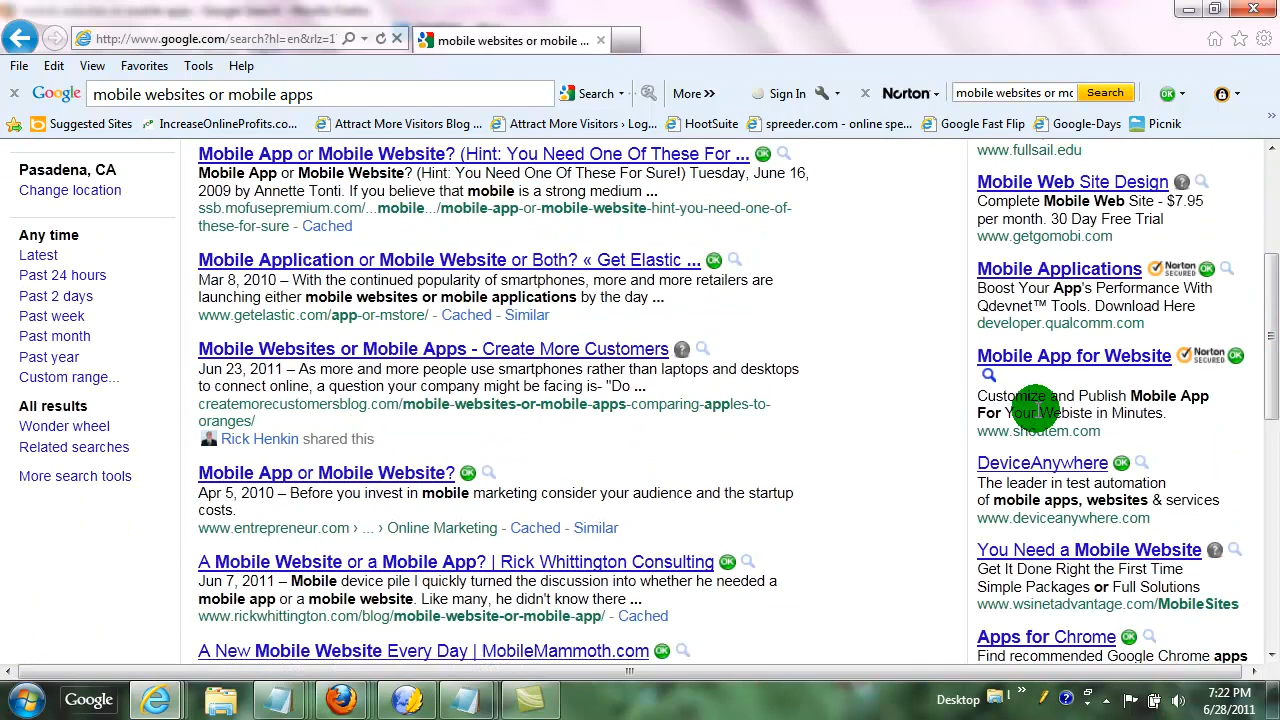 http://www.google.com/search?hl=en&rlz=1
mobile websites or mobile ...
File Edit View Favorites Tools Help
Google mobile websites or mobile apps Search More >> Sign In Norton mobile websites or mc Search OK
Suggested Sites IncreaseOnlineProfits.co... Attract More Visitors Blog ... Attract More Visitors › Log... HootSuite spreeder.com - online spe... Google Fast Flip Google-Days Picnik
Pasadena, CA
Change location
Any time
Latest
Past 24 hours
Past 2 days
Past week
Past month
Past year
Custom range...
All results
Wonder wheel
Related searches
More search tools
Mobile App or Mobile Website? (Hint: You Need One Of These For ... OK
Mobile App or Mobile Website? (Hint: You Need One Of These For Sure!) Tuesday, June 16,
2009 by Annette Tonti. If you believe that mobile is a strong medium ...
ssb.mofusepremium.com/...mobile.../mobile-app-or-mobile-website-hint-you-need-one-of-
these-for-sure - Cached
Mobile Application or Mobile Website or Both? « Get Elastic ... OK
Mar 8, 2010 – With the continued popularity of smartphones, more and more retailers are
launching either mobile websites or mobile applications by the day ...
www.getelastic.com/app-or-mstore/ - Cached - Similar
Mobile Websites or Mobile Apps - Create More Customers ?
Jun 23, 2011 – As more and more people use smartphones rather than laptops and desktops
to connect online, a question your company might be facing is- "Do ...
createmorecustomersblog.com/mobile-websites-or-mobile-apps-comparing-apples-to-
oranges/
Rick Henkin shared this
Mobile App or Mobile Website? OK
Apr 5, 2010 – Before you invest in mobile marketing consider your audience and the startup
costs.
www.entrepreneur.com › ... › Online Marketing - Cached - Similar
A Mobile Website or a Mobile App? | Rick Whittington Consulting OK
Jun 7, 2011 – Mobile device pile I quickly turned the discussion into whether he needed a
mobile app or a mobile website. Like many, he didn't know there ...
www.rickwhittington.com/blog/mobile-website-or-mobile-app/ - Cached
A New Mobile Website Every Day | MobileMammoth.com OK
www.fullsail.edu
Mobile Web Site Design ?
Complete Mobile Web Site - $7.95
per month. 30 Day Free Trial
www.getgomobi.com
Mobile Applications Norton SECURED OK
Boost Your App's Performance With
Qdevnet™ Tools. Download Here
developer.qualcomm.com
Mobile App for Website Norton SECURED OK
Customize and Publish Mobile App
For Your Webiste in Minutes.
www.shoutem.com
DeviceAnywhere OK
The leader in test automation
of mobile apps, websites & services
www.deviceanywhere.com
You Need a Mobile Website ?
Get It Done Right the First Time
Simple Packages or Full Solutions
www.wsinetadvantage.com/MobileSites
Apps for Chrome OK
Find recommended Google Chrome apps
Google
Desktop
7:22 PM
6/28/2011